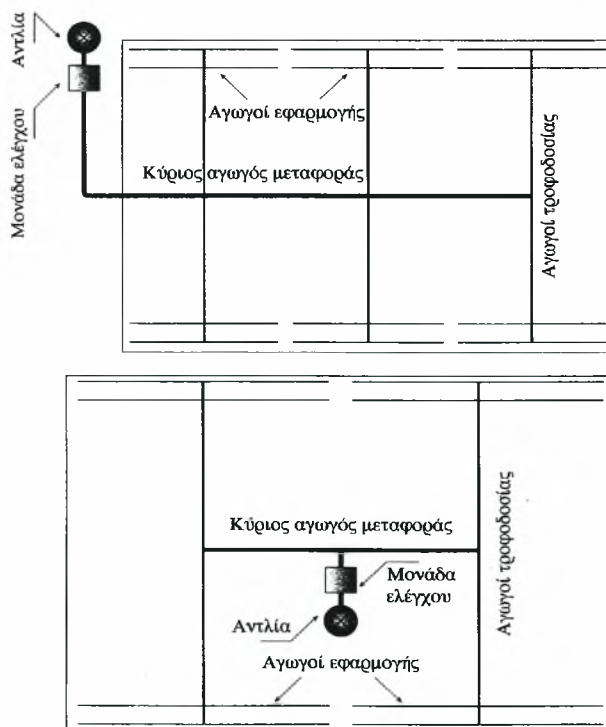 Αντλία
Μονάδα ελέγχου
Αγωγοί εφαρμογής
Κύριος αγωγός μεταφοράς
Αγωγοί τροφοδοσίας
Κύριος αγωγός μεταφοράς
Μονάδα
ελέγχου
Αντλία
Αγωγοί εφαρμογής
Αγωγοί τροφοδοσίας